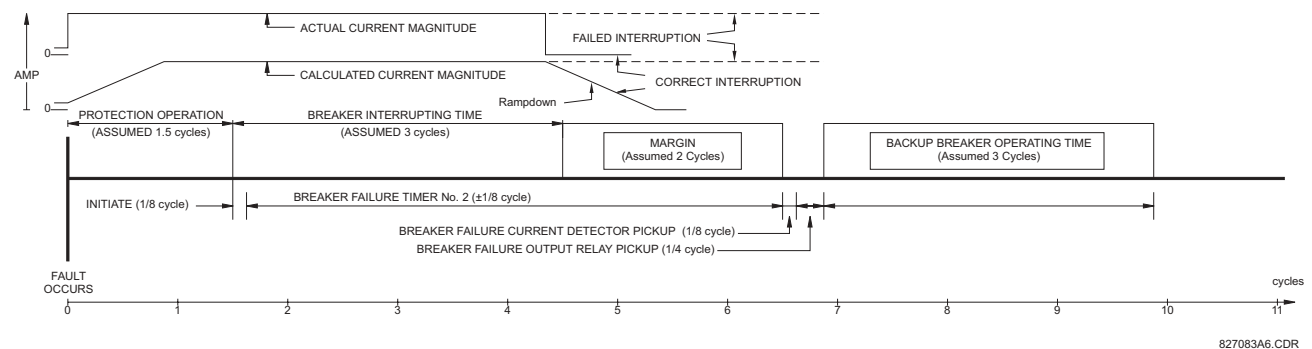 ACTUAL CURRENT MAGNITUDE
FAILED INTERRUPTION
0
AMP
CALCULATED CURRENT MAGNITUDE
CORRECT INTERRUPTION
Rampdown
0
PROTECTION OPERATION
(ASSUMED 1.5 cycles)
BREAKER INTERRUPTING TIME
(ASSUMED 3 cycles)
MARGIN
(Assumed 2 Cycles)
BACKUP BREAKER OPERATING TIME
(Assumed 3 Cycles)
INITIATE (1/8 cycle)
BREAKER FAILURE TIMER No. 2 (±1/8 cycle)
BREAKER FAILURE CURRENT DETECTOR PICKUP (1/8 cycle)
BREAKER FAILURE OUTPUT RELAY PICKUP (1/4 cycle)
FAULT
OCCURS
cycles
0 1 2 3 4 5 6 7 8 9 10 11
827083A6.CDR